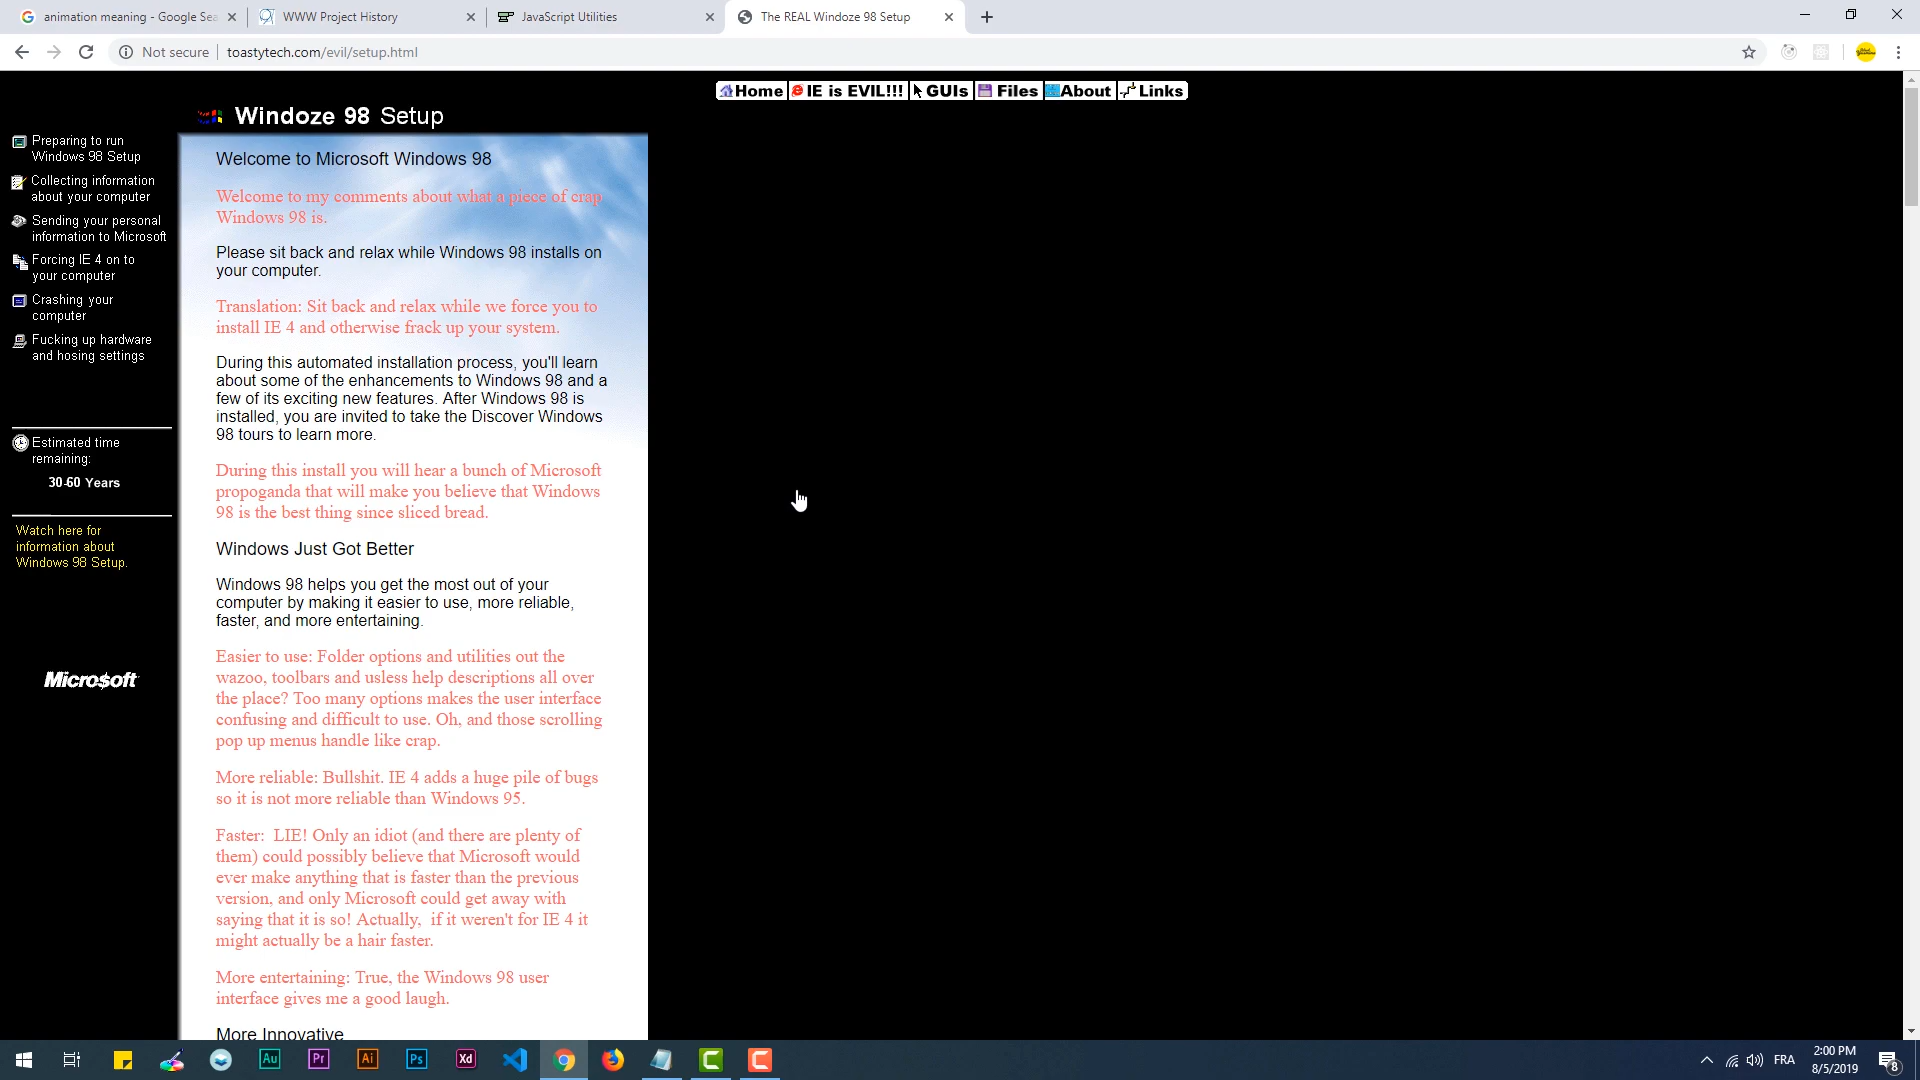 animation meaning - Google Sea
WWW Project History
JavaScript Utilities
The REAL Windoze 98 Setup
Not secure
toastytech.com/evil/setup.html
Home
IE is EVIL!!!
GUIs
Files
About
Links
Windoze 98 Setup
Preparing to run
Windows 98 Setup
Collecting information
about your computer
Sending your personal
information to Microsoft
Forcing IE 4 on to
your computer
Crashing your
computer
Fucking up hardware
and hosing settings
Estimated time
remaining:
30-60 Years
Watch here for
information about
Windows 98 Setup.
Micro$oft
Welcome to Microsoft Windows 98
Welcome to my comments about what a piece of crap
Windows 98 is.
Please sit back and relax while Windows 98 installs on
your computer.
Translation: Sit back and relax while we force you to
install IE 4 and otherwise frack up your system.
During this automated installation process, you'll learn
about some of the enhancements to Windows 98 and a
few of its exciting new features. After Windows 98 is
installed, you are invited to take the Discover Windows
98 tours to learn more.
During this install you will hear a bunch of Microsoft
propoganda that will make you believe that Windows
98 is the best thing since sliced bread.
Windows Just Got Better
Windows 98 helps you get the most out of your
computer by making it easier to use, more reliable,
faster, and more entertaining.
Easier to use: Folder options and utilities out the
wazoo, toolbars and usless help descriptions all over
the place? Too many options makes the user interface
confusing and difficult to use. Oh, and those scrolling
pop up menus handle like crap.
More reliable: Bullshit. IE 4 adds a huge pile of bugs
so it is not more reliable than Windows 95.
Faster:  LIE! Only an idiot (and there are plenty of
them) could possibly believe that Microsoft would
ever make anything that is faster than the previous
version, and only Microsoft could get away with
saying that it is so! Actually,  if it weren't for IE 4 it
might actually be a hair faster.
More entertaining: True, the Windows 98 user
interface gives me a good laugh.
More Innovative
Au
Pr
Ai
Ps
Xd
FRA
2:00 PM
8/5/2019
8